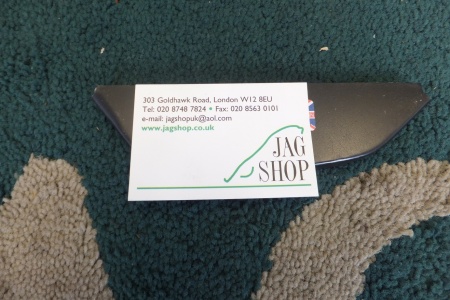 303 Goldhawk Road, London W12 8EU
Tel: 020 8748 7824 • Fax: 020 8563 0101
e-mail: jagshopuk@aol.com
www.jagshop.co.uk
JAG
SHOP